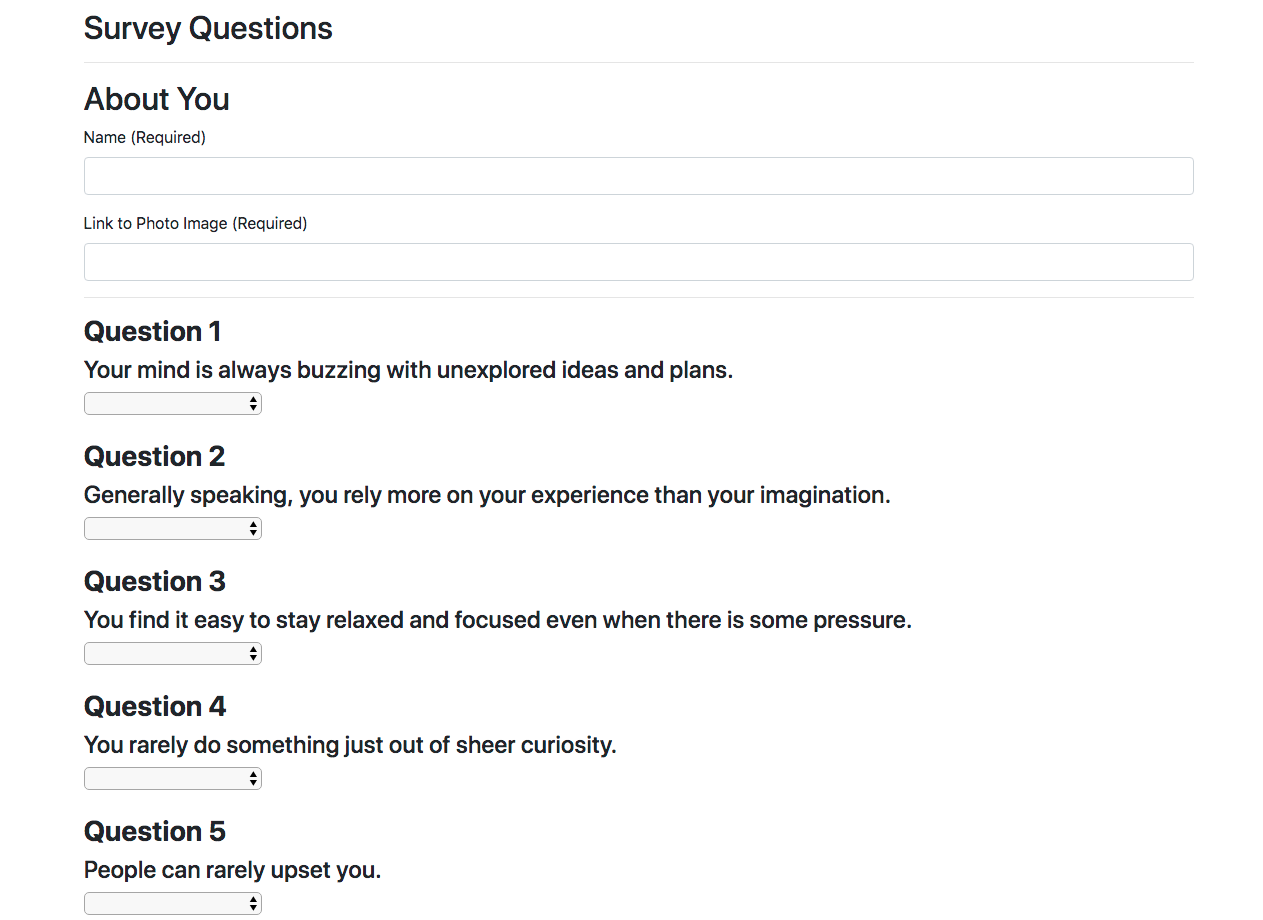 Survey Questions
About You
Name (Required)
Link to Photo Image (Required)
Question 1
Your mind is always buzzing with unexplored ideas and plans.
Question 2
Generally speaking, you rely more on your experience than your imagination.
Question 3
You find it easy to stay relaxed and focused even when there is some pressure.
Question 4
You rarely do something just out of sheer curiosity.
Question 5
People can rarely upset you.